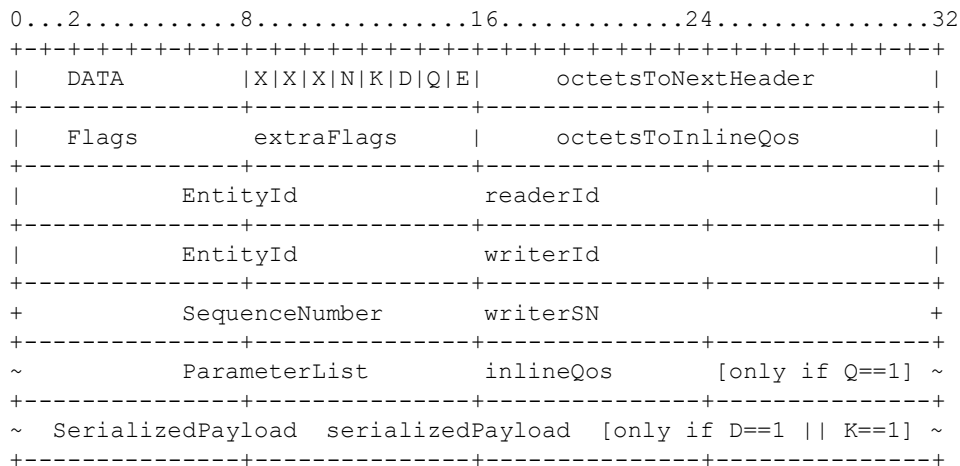 0...2...........8...............16.............24...............32
+-+-+-+-+-+-+-+-+-+-+-+-+-+-+-+-+-+-+-+-+-+-+-+-+-+-+-+-+-+-+-+-+
|   DATA        |X|X|X|N|K|D|Q|E|     octetsToNextHeader        |
+---------------+---------------+---------------+---------------+
|   Flags        extraFlags     |     octetsToInlineQos         |
+---------------+---------------+---------------+---------------+
|           EntityId             readerId                       |
+---------------+---------------+---------------+---------------+
|           EntityId             writerId                       |
+---------------+---------------+---------------+---------------+
+           SequenceNumber       writerSN                       +
+---------------+---------------+---------------+---------------+
~           ParameterList        inlineQos       [only if Q==1] ~
+---------------+---------------+---------------+---------------+
~  SerializedPayload  serializedPayload  [only if D==1 || K==1] ~
+---------------+---------------+---------------+---------------+